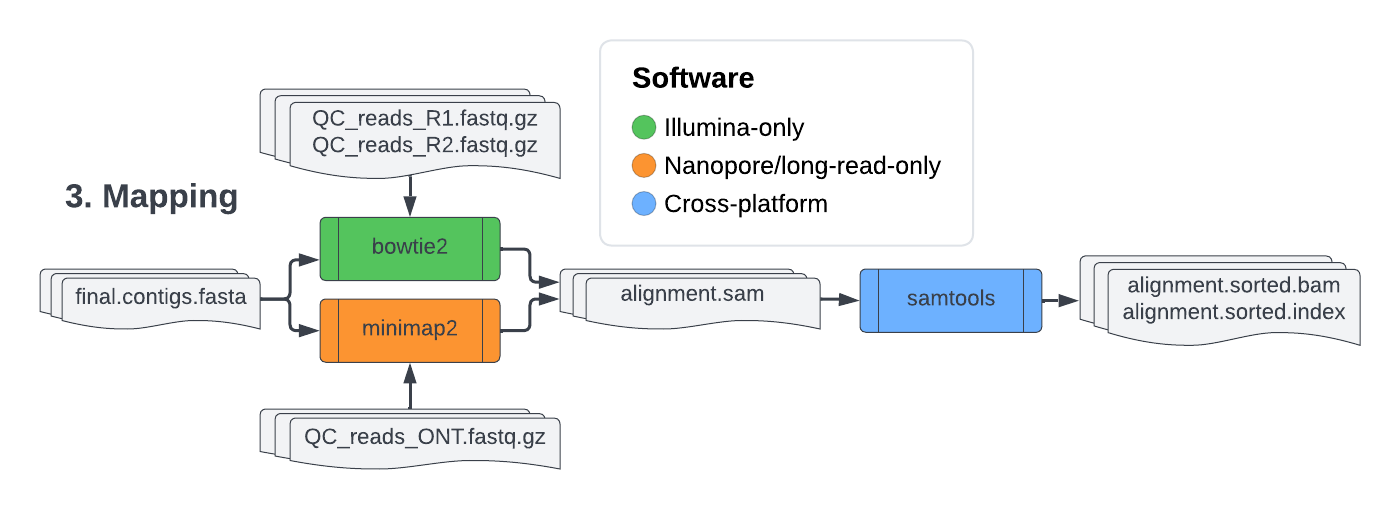 Software
Illumina-only
Nanopore/long-read-only
Cross-platform
QC_reads_R1.fastq.gz
QC_reads_R2.fastq.gz
3. Mapping
bowtie2
final.contigs.fasta
minimap2
alignment.sam
samtools
alignment.sorted.bam
alignment.sorted.index
QC_reads_ONT.fastq.gz